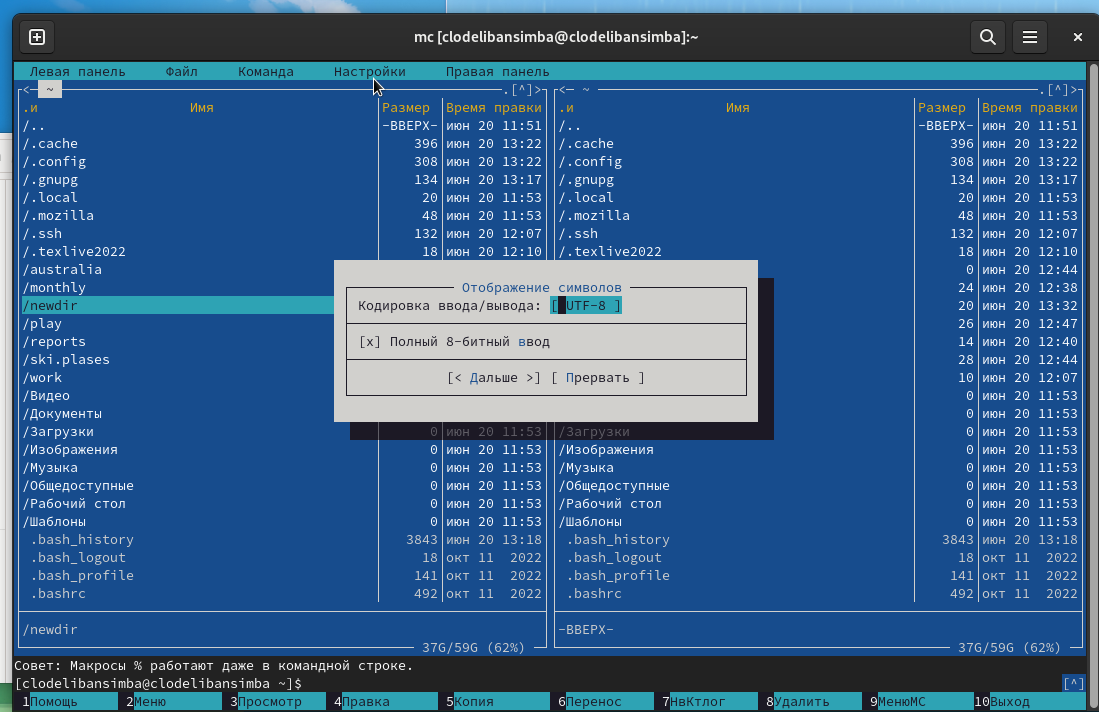 mc [clodelibansimba@clodelibansimba]:~
Левая панель Файл Команда Настройки Правая панель
<─ ~ .[^]> <─ ~ .[^]>
.и Имя Размер Время правки .и Имя Размер Время правки
/.. -ВВЕРХ- июн 20 11:51 /.. -ВВЕРХ- июн 20 11:51
/.cache 396 июн 20 13:22 /.cache 396 июн 20 13:22
/.config 308 июн 20 13:22 /.config 308 июн 20 13:22
/.gnupg 134 июн 20 13:17 /.gnupg 134 июн 20 13:17
/.local 20 июн 20 11:53 /.local 20 июн 20 11:53
/.mozilla 48 июн 20 11:53 /.mozilla 48 июн 20 11:53
/.ssh 132 июн 20 12:07 /.ssh 132 июн 20 12:07
/.texlive2022 18 июн 20 12:10 /.texlive2022 18 июн 20 12:10
/australia 0 июн 20 12:44
/monthly Отображение символов 24 июн 20 12:38
/newdir Кодировка ввода/вывода: [ UTF-8 ] 20 июн 20 13:32
/play 26 июн 20 12:47
/reports [x] Полный 8-битный ввод 14 июн 20 12:40
/ski.plases 28 июн 20 12:44
/work [< Дальше >] [ Прервать ] 10 июн 20 12:07
/Видео 0 июн 20 11:53
/Документы 0 июн 20 11:53
/Загрузки 0 июн 20 11:53 /Загрузки 0 июн 20 11:53
/Изображения 0 июн 20 11:53 /Изображения 0 июн 20 11:53
/Музыка 0 июн 20 11:53 /Музыка 0 июн 20 11:53
/Общедоступные 0 июн 20 11:53 /Общедоступные 0 июн 20 11:53
/Рабочий стол 0 июн 20 11:53 /Рабочий стол 0 июн 20 11:53
/Шаблоны 0 июн 20 11:53 /Шаблоны 0 июн 20 11:53
.bash_history 3843 июн 20 13:18 .bash_history 3843 июн 20 13:18
.bash_logout 18 окт 11 2022 .bash_logout 18 окт 11 2022
.bash_profile 141 окт 11 2022 .bash_profile 141 окт 11 2022
.bashrc 492 окт 11 2022 .bashrc 492 окт 11 2022
/newdir -ВВЕРХ-
37G/59G (62%) 37G/59G (62%)
Совет: Макросы % работают даже в командной строке.
[clodelibansimba@clodelibansimba ~]$ [^]
1Помощь 2Меню 3Просмотр 4Правка 5Копия 6Перенос 7НвКтлог 8Удалить 9МенюМС 10Выход